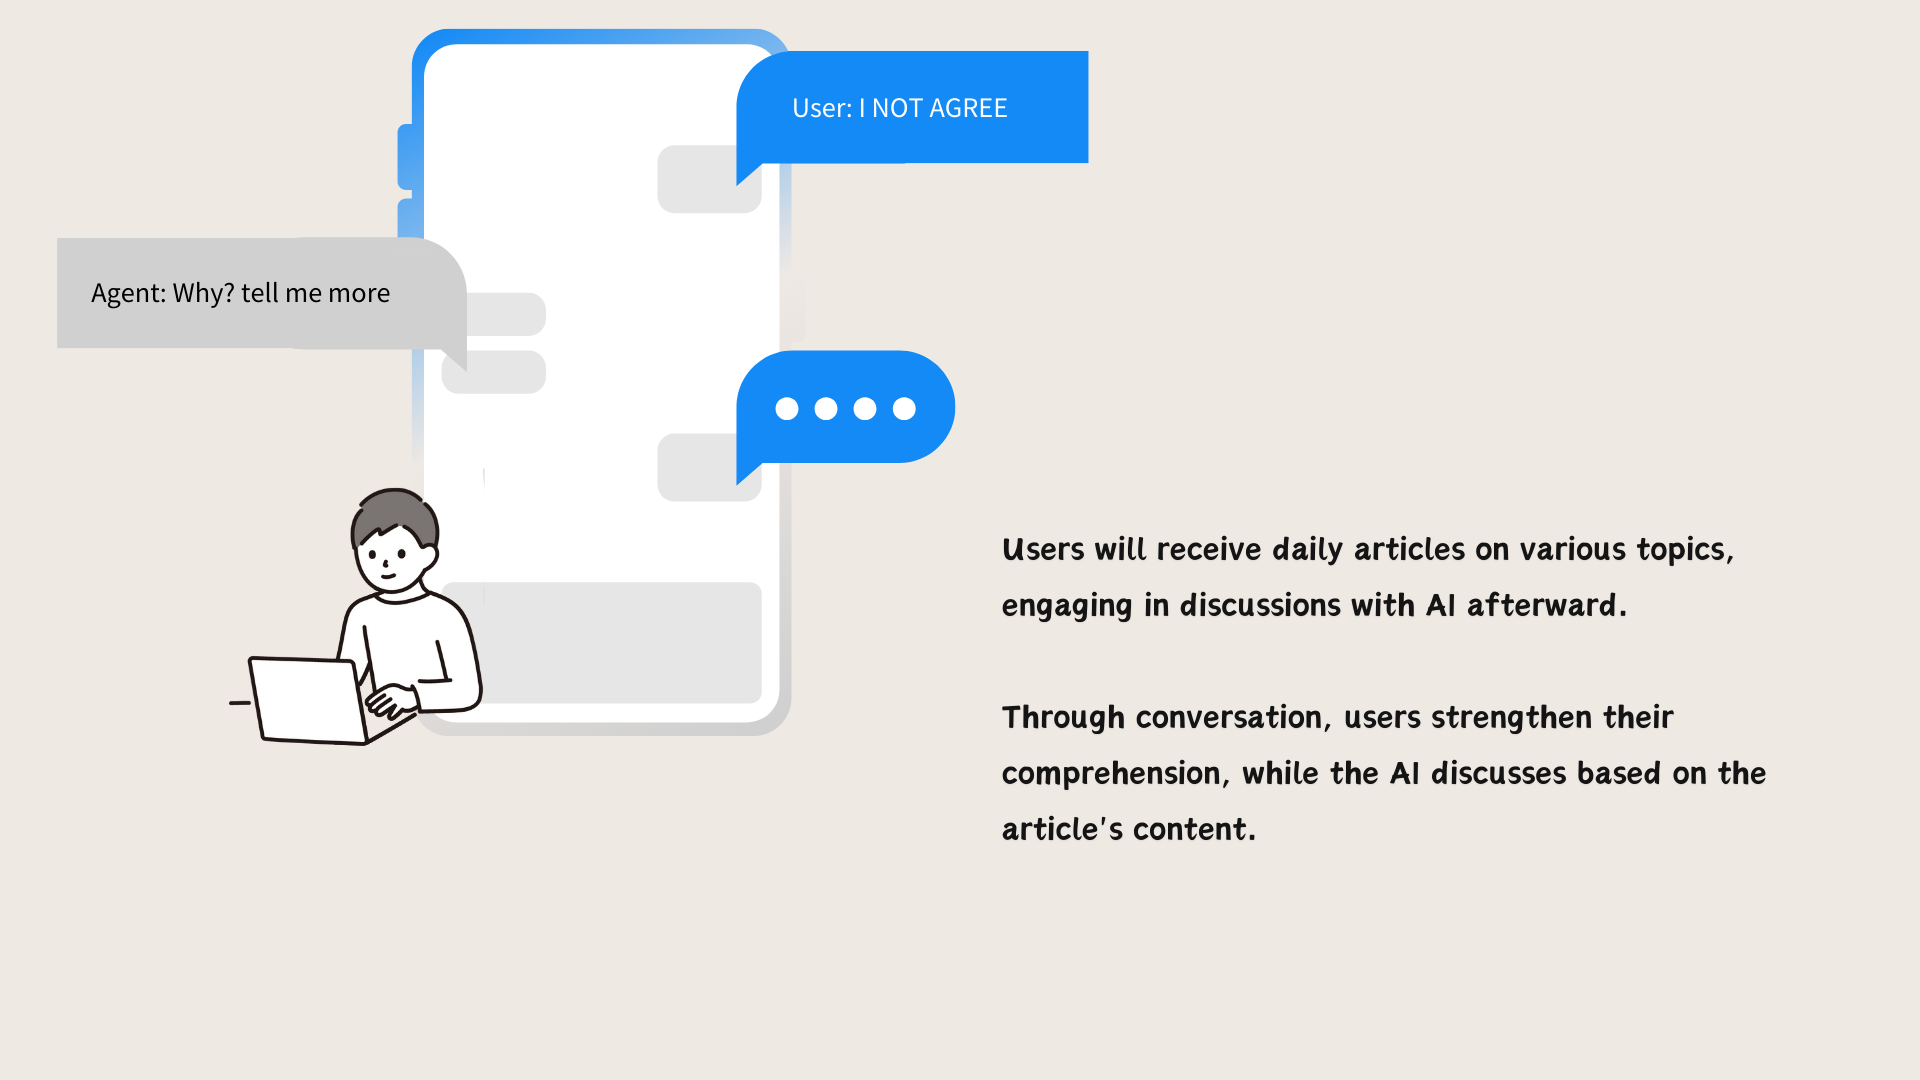 User: I NOT AGREE
Agent: Why? tell me more
Users will receive daily articles on various topics,
engaging in discussions with AI afterward.
Through conversation, users strengthen their
comprehension, while the AI discusses based on the
article's content.